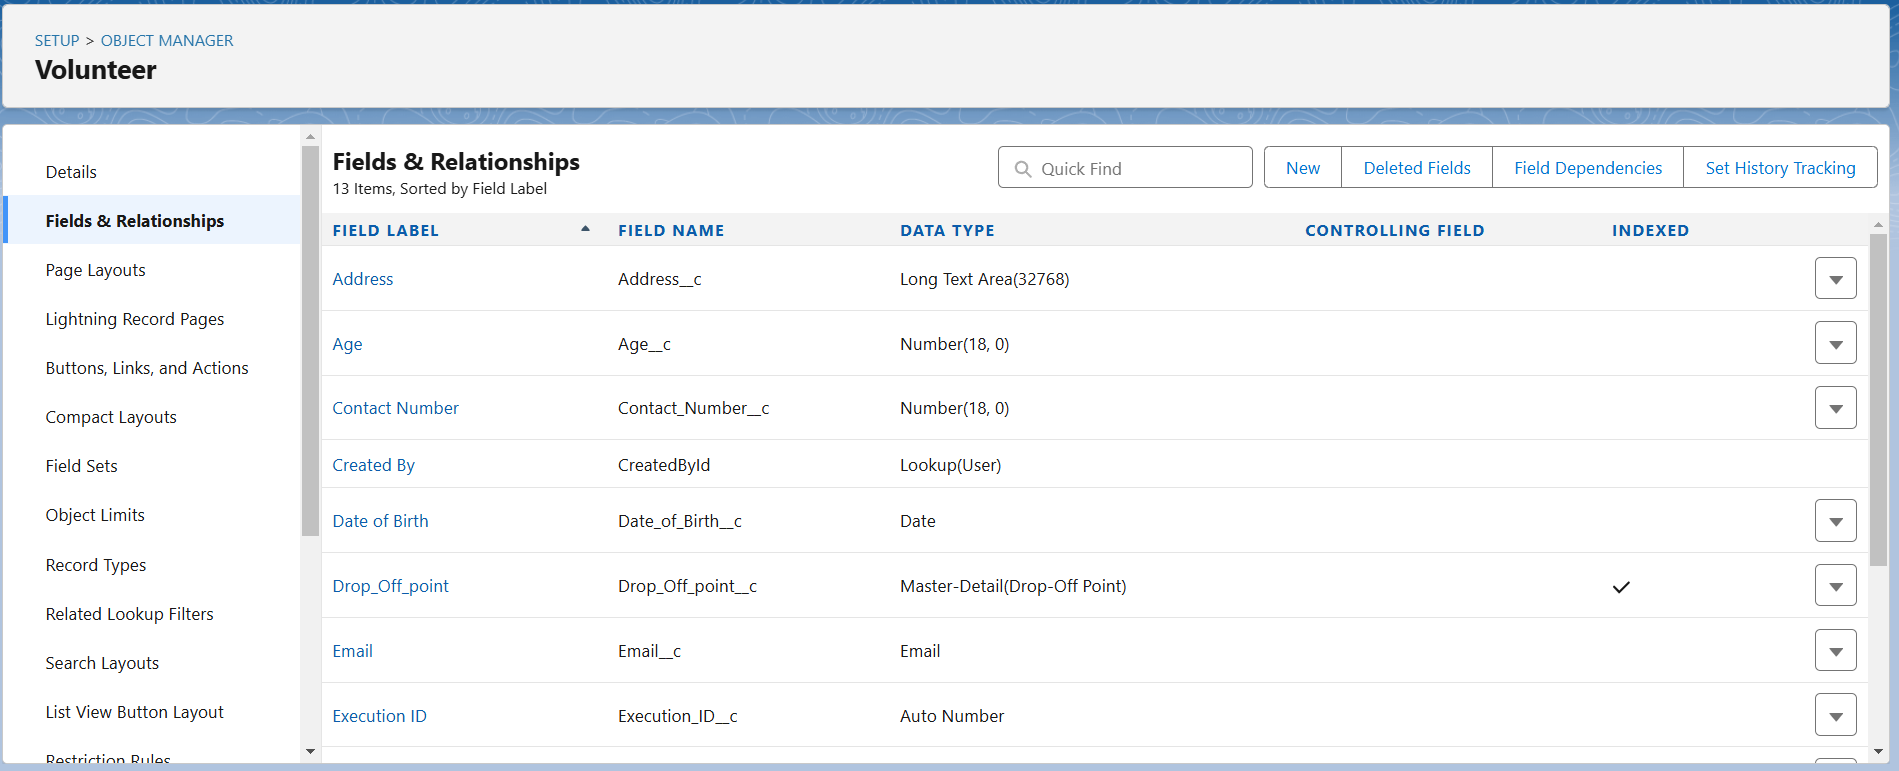 SETUP > OBJECT MANAGER
Volunteer
Details
Fields & Relationships
Page Layouts
Lightning Record Pages
Buttons, Links, and Actions
Compact Layouts
Field Sets
Object Limits
Record Types
Related Lookup Filters
Search Layouts
List View Button Layout
Restriction Rules
Fields & Relationships
13 Items, Sorted by Field Label
Quick Find New Deleted Fields Field Dependencies Set History Tracking
FIELD LABEL FIELD NAME DATA TYPE CONTROLLING FIELD INDEXED
Address Address__c Long Text Area(32768)
Age Age__c Number(18, 0)
Contact Number Contact_Number__c Number(18, 0)
Created By CreatedById Lookup(User)
Date of Birth Date_of_Birth__c Date
Drop_Off_point Drop_Off_point__c Master-Detail(Drop-Off Point)
Email Email__c Email
Execution ID Execution_ID__c Auto Number